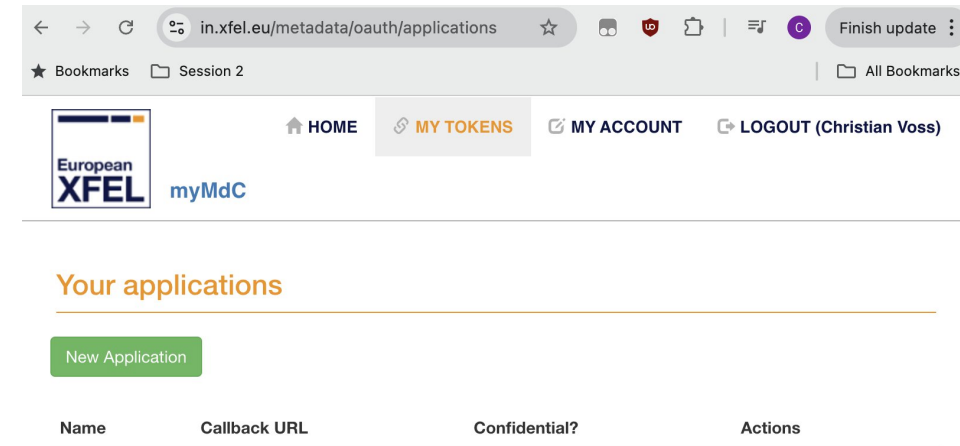 in.xfel.eu/metadata/oauth/applications
Finish update
Bookmarks Session 2 All Bookmarks
HOME MY TOKENS MY ACCOUNT LOGOUT (Christian Voss)
European
XFEL
myMdC
Your applications
New Application
Name Callback URL Confidential? Actions